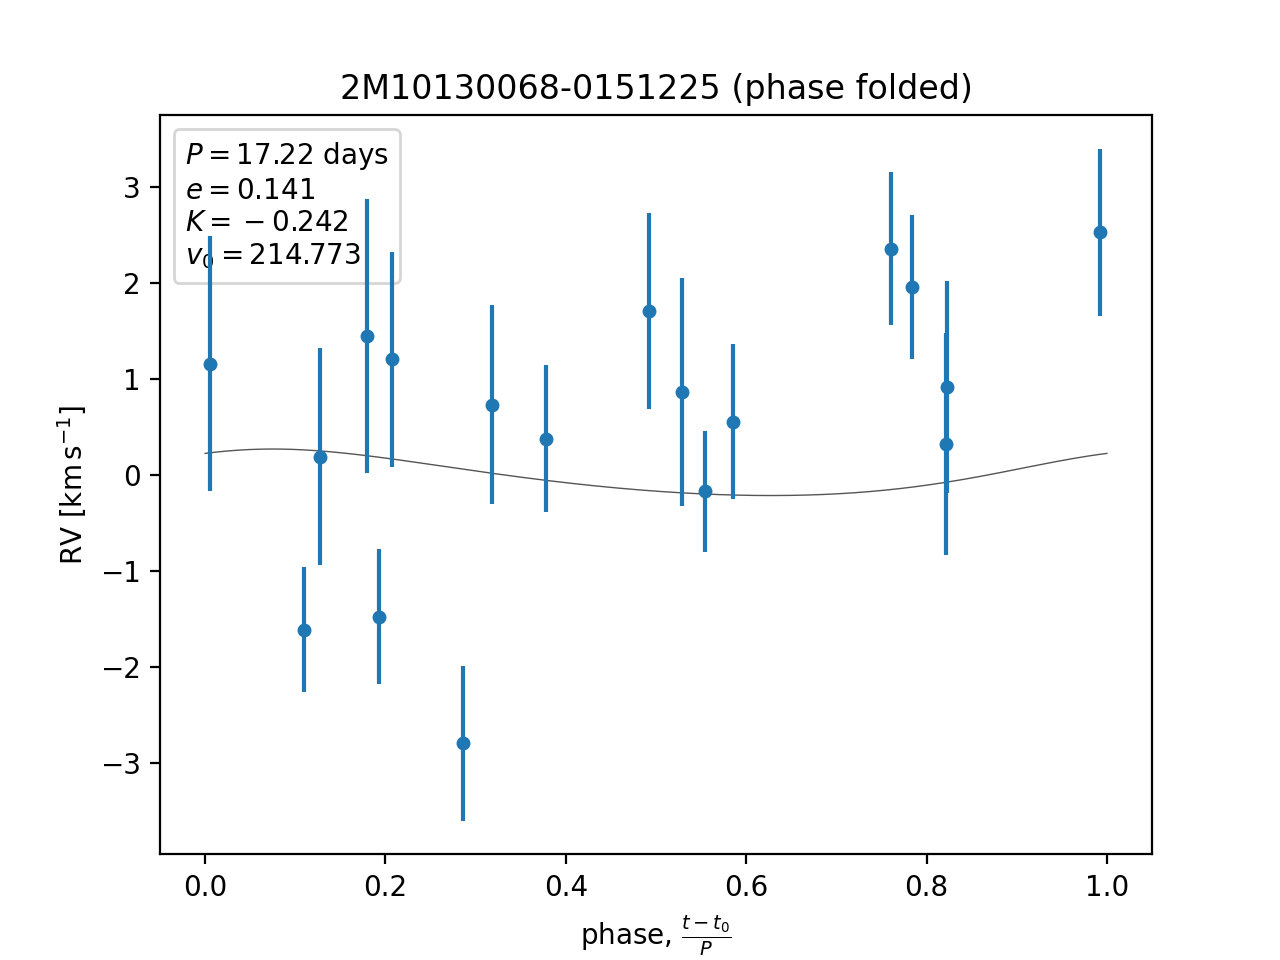 2M10130068-0151225 (phase folded)
P = 17.22 days
e = 0.141
K = −0.242
v₀ = 214.773
RV [km s⁻¹]
3
2
1
0
−1
−2
−3
0.0 0.2 0.4 0.6 0.8 1.0
phase, (t − t₀)/P